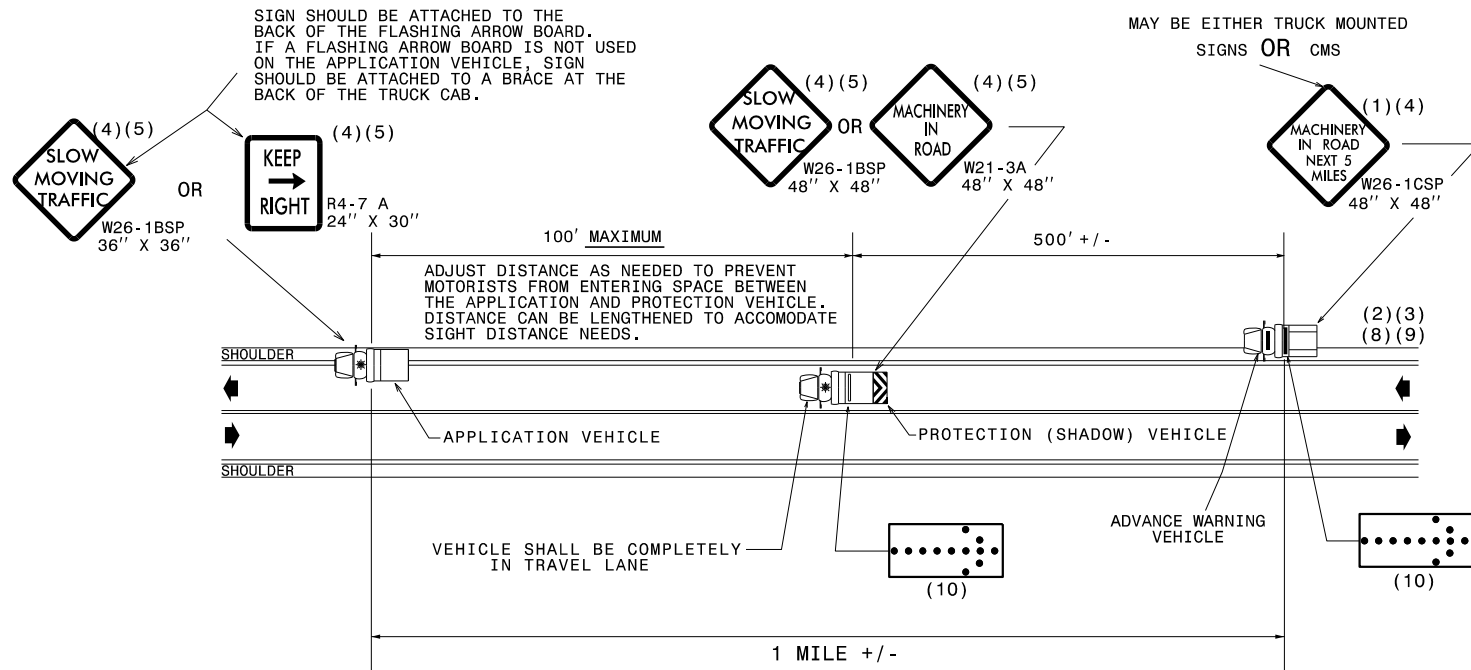 SIGN SHOULD BE ATTACHED TO THE
BACK OF THE FLASHING ARROW BOARD.
IF A FLASHING ARROW BOARD IS NOT USED
ON THE APPLICATION VEHICLE, SIGN
SHOULD BE ATTACHED TO A BRACE AT THE
BACK OF THE TRUCK CAB.
MAY BE EITHER TRUCK MOUNTED
SIGNS OR CMS
SLOW
MOVING
TRAFFIC
(4)(5)
W26-1BSP
36" X 36"
OR
KEEP
RIGHT
(4)(5)
R4-7 A
24" X 30"
SLOW
MOVING
TRAFFIC
(4)(5)
W26-1BSP
48" X 48"
OR
MACHINERY
IN
ROAD
(4)(5)
W21-3A
48" X 48"
MACHINERY
IN ROAD
NEXT 5
MILES
(1)(4)
W26-1CSP
48" X 48"
100' MAXIMUM
500' +/-
ADJUST DISTANCE AS NEEDED TO PREVENT
MOTORISTS FROM ENTERING SPACE BETWEEN
THE APPLICATION AND PROTECTION VEHICLE.
DISTANCE CAN BE LENGTHENED TO ACCOMODATE
SIGHT DISTANCE NEEDS.
(2)(3)
(8)(9)
SHOULDER
APPLICATION VEHICLE
PROTECTION (SHADOW) VEHICLE
SHOULDER
VEHICLE SHALL BE COMPLETELY
IN TRAVEL LANE
(10)
ADVANCE WARNING
VEHICLE
(10)
1 MILE +/-